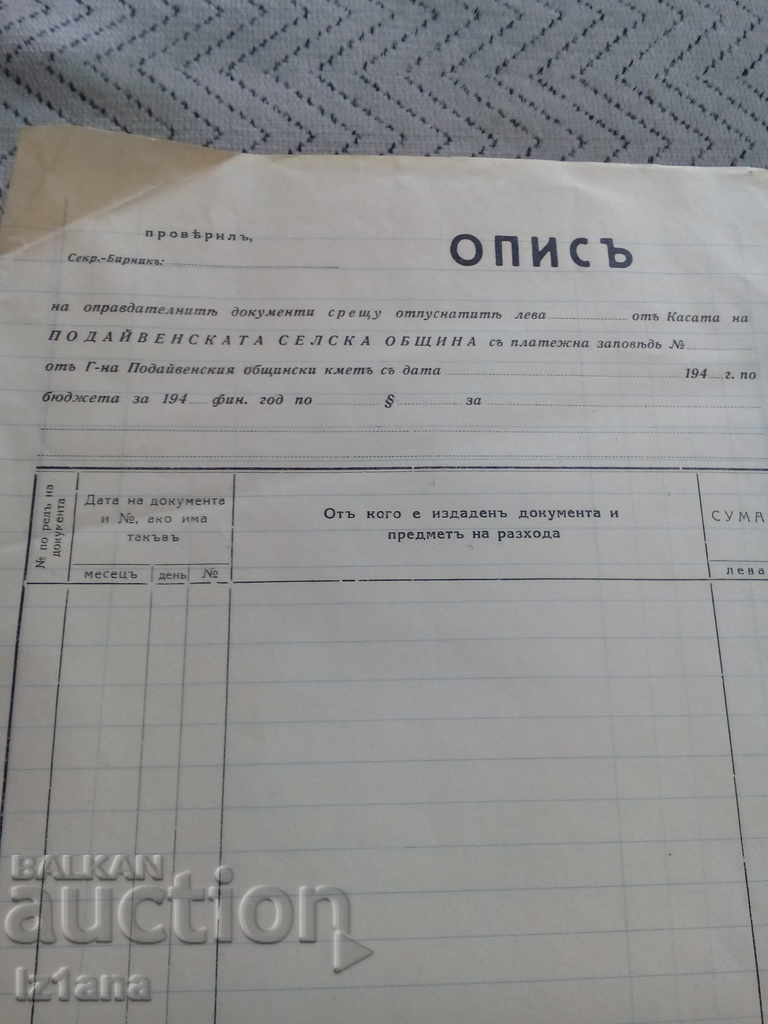 провѣрилъ,
ОПИСЪ
Секр.-Бирникъ:
на оправдателнитѣ документи срещу отпуснатитѣ лева отъ Касата на
ПОДАЙВЕНСКАТА СЕЛСКА ОБЩИНА съ платежна заповѣдь №
отъ Г-на Подайвенския общински кметъ съ дата 194 г. по
бюджета за 194 фин. год по § за
№ по редъ на
документа
Дата на документа
и №, ако има
такъвъ
месецъ день №
Отъ кого е издаденъ документа и
предметъ на разхода
СУМА
лева
BALKAN
auction
Iz1ana